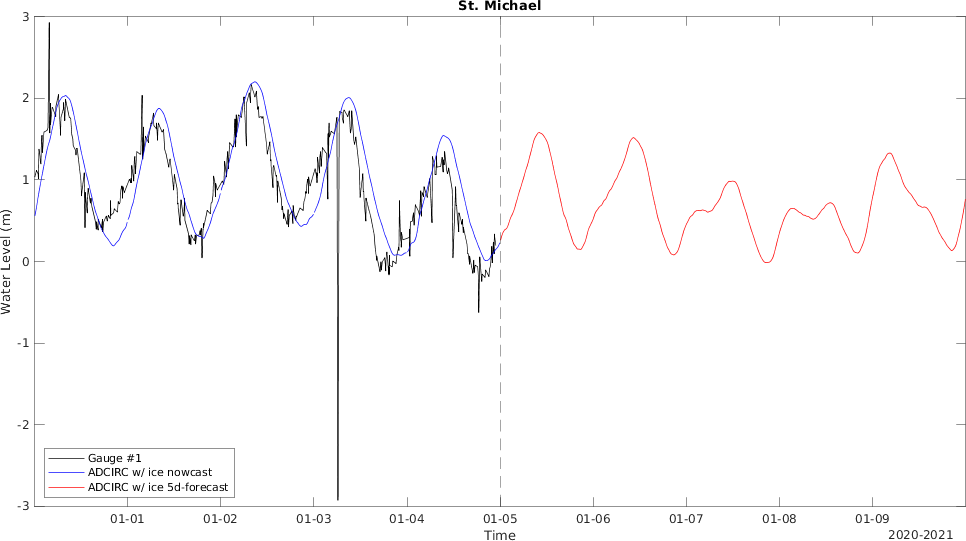 St. Michael
3
2
1
0
-1
-2
-3
Water Level (m)
Gauge #1
ADCIRC w/ ice nowcast
ADCIRC w/ ice 5d-forecast
01-01 01-02 01-03 01-04 01-05 01-06 01-07 01-08 01-09
Time
2020-2021